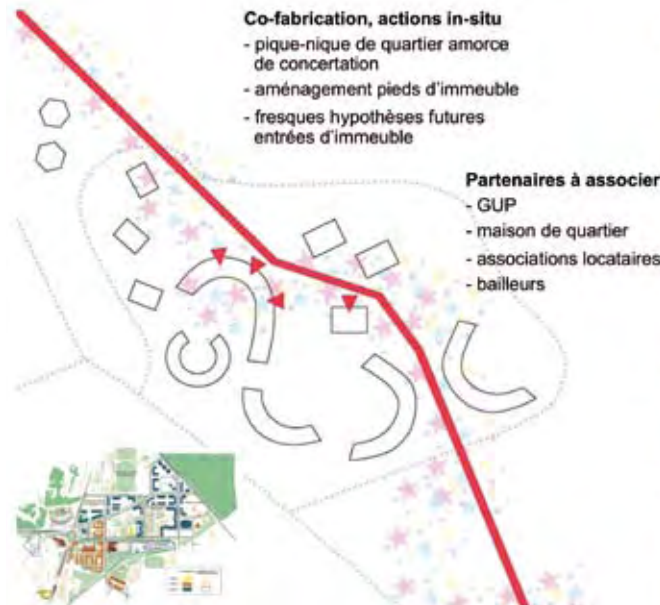 Co-fabrication, actions in-situ
- pique-nique de quartier amorce
de concertation
- aménagement pieds d'immeuble
- fresques hypothèses futures
entrées d'immeuble
Partenaires à associer
- GUP
- maison de quartier
- associations locataires
- bailleurs